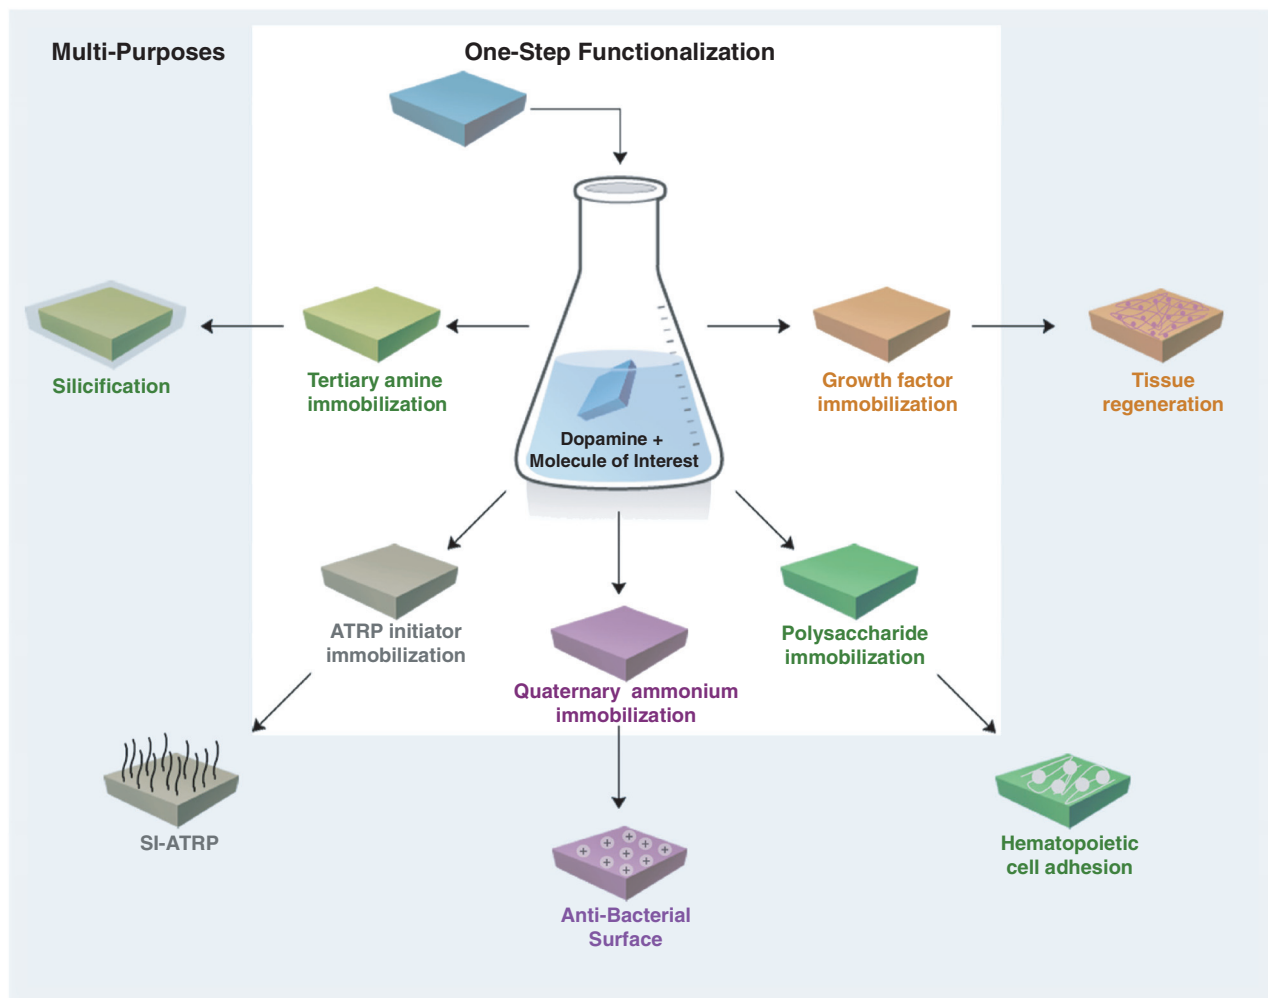 Multi-Purposes
One-Step Functionalization
Silicification
Tertiary amine
immobilization
Dopamine +
Molecule of Interest
Growth factor
immobilization
Tissue
regeneration
ATRP initiator
immobilization
Quaternary ammonium
immobilization
Polysaccharide
immobilization
SI-ATRP
Anti-Bacterial
Surface
Hematopoietic
cell adhesion